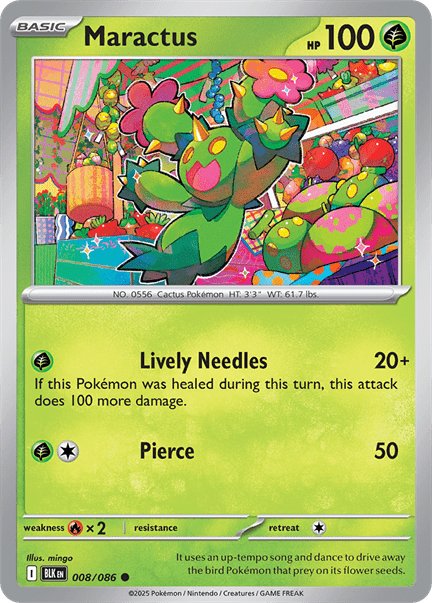 BASIC
Maractus
HP 100
NO. 0556 Cactus Pokémon HT: 3'3" WT: 61.7 lbs.
Lively Needles 20+
If this Pokémon was healed during this turn, this attack
does 100 more damage.
Pierce 50
weakness ×2 resistance retreat
Illus. mingo
I BLK EN 008/086
It uses an up-tempo song and dance to drive away
the bird Pokémon that prey on its flower seeds.
©2025 Pokémon / Nintendo / Creatures / GAME FREAK